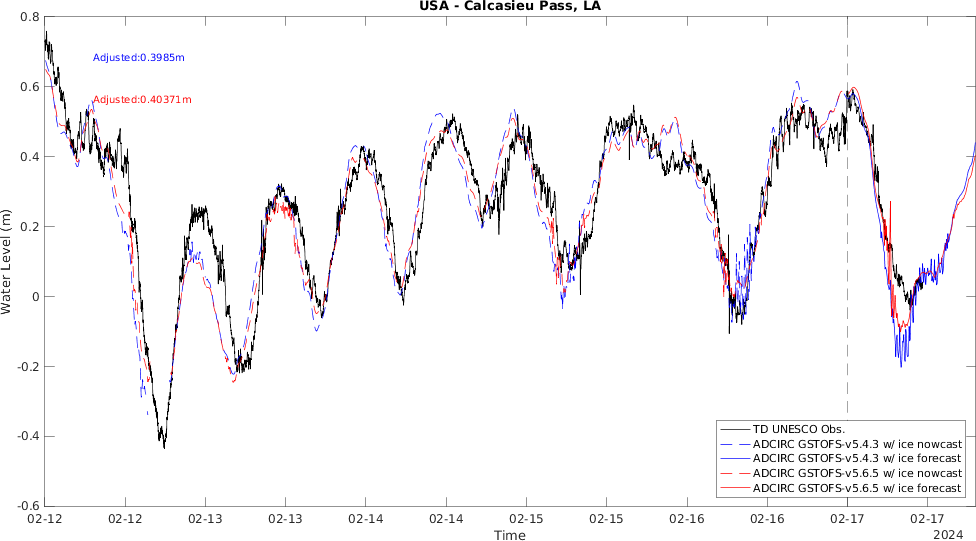 USA - Calcasieu Pass, LA
0.8
0.6
0.4
0.2
0
-0.2
-0.4
-0.6
Water Level (m)
Adjusted:0.3985m
Adjusted:0.40371m
TD UNESCO Obs.
ADCIRC GSTOFS-v5.4.3 w/ ice nowcast
ADCIRC GSTOFS-v5.4.3 w/ ice forecast
ADCIRC GSTOFS-v5.6.5 w/ ice nowcast
ADCIRC GSTOFS-v5.6.5 w/ ice forecast
02-12 02-12 02-13 02-13 02-14 02-14 02-15 02-15 02-16 02-16 02-17 02-17
Time
2024